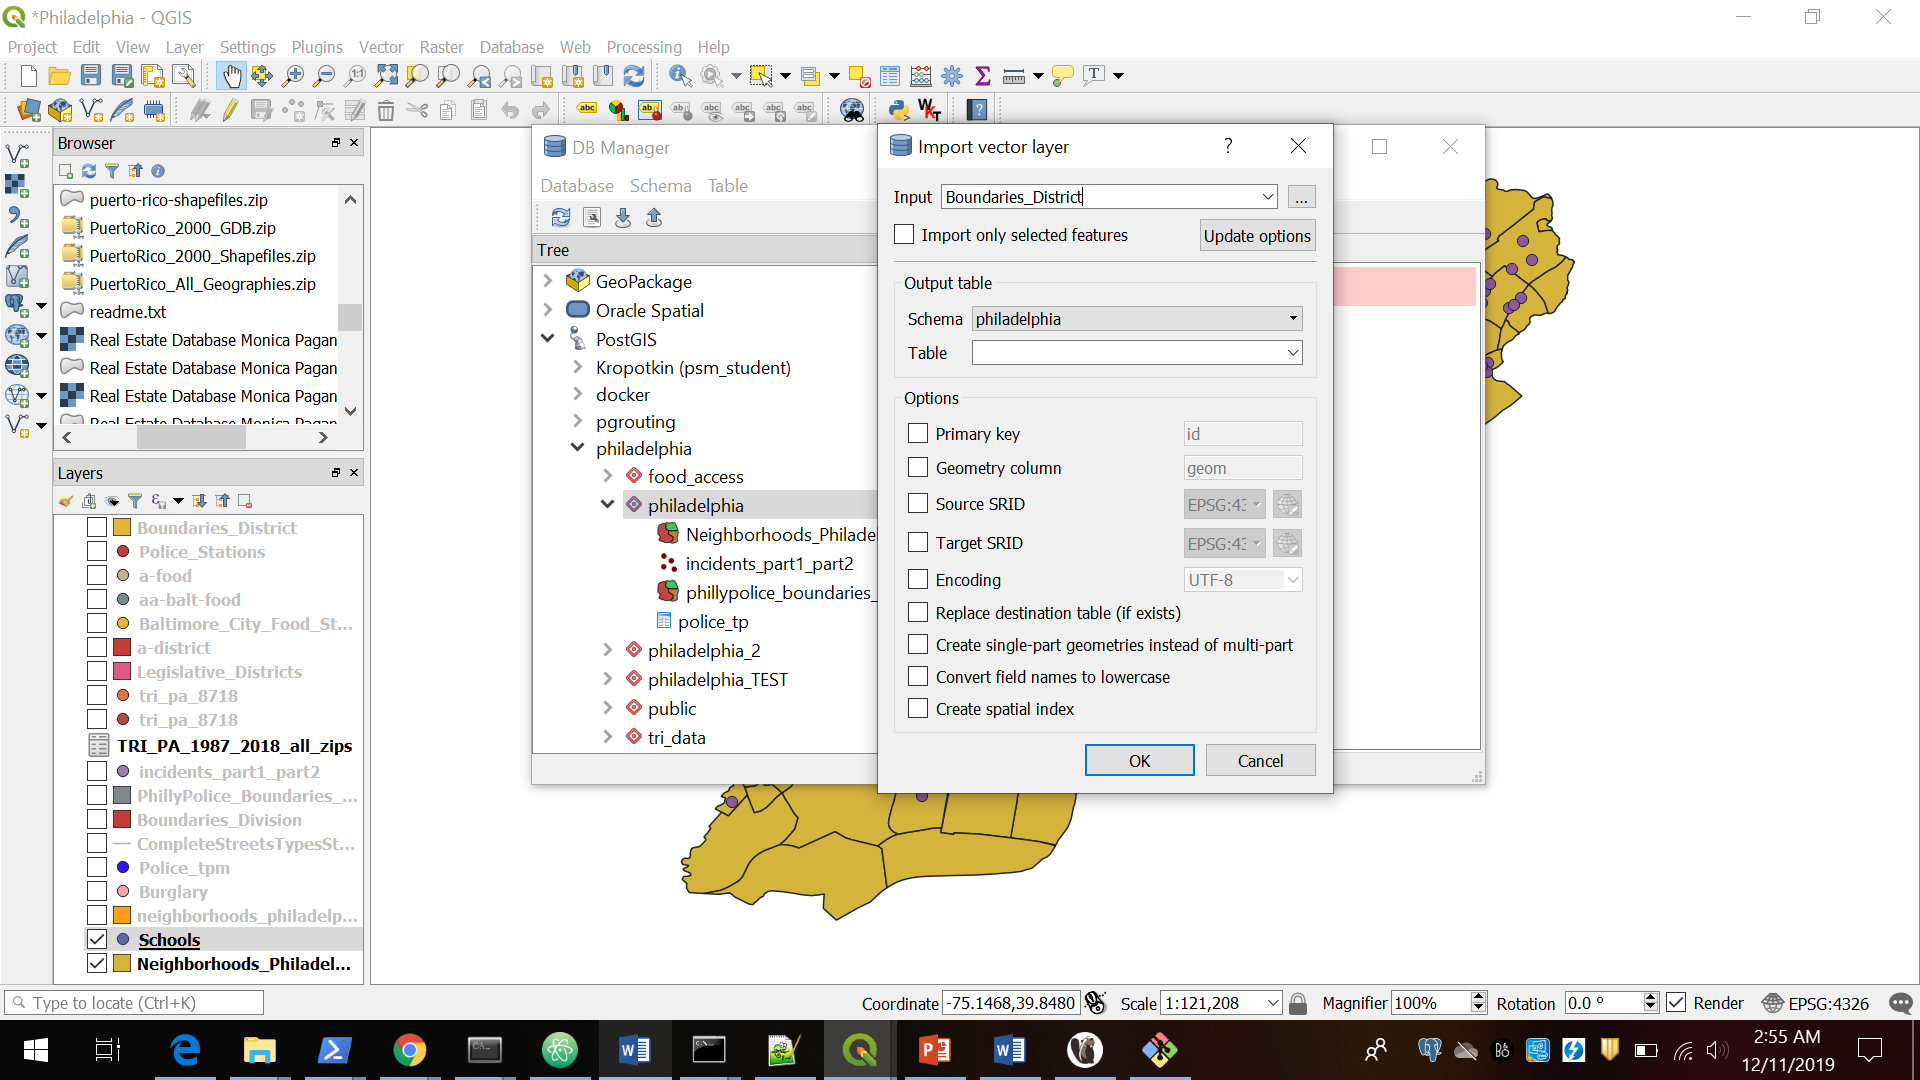 *Philadelphia - QGIS
Project Edit View Layer Settings Plugins Vector Raster Database Web Processing Help
Browser
puerto-rico-shapefiles.zip
PuertoRico_2000_GDB.zip
PuertoRico_2000_Shapefiles.zip
PuertoRico_All_Geographies.zip
readme.txt
Real Estate Database Monica Pagan
Real Estate Database Monica Pagan
Real Estate Database Monica Pagan
Real Estate Database Monica Pagan
Layers
Boundaries_District
Police_Stations
a-food
aa-balt-food
Baltimore_City_Food_St...
a-district
Legislative_Districts
tri_pa_8718
tri_pa_8718
TRI_PA_1987_2018_all_zips
incidents_part1_part2
PhillyPolice_Boundaries_...
Boundaries_Division
CompleteStreetsTypesSt...
Police_tpm
Burglary
neighborhoods_philadelp...
Schools
Neighborhoods_Philadel...
DB Manager
Database Schema Table
Tree
GeoPackage
Oracle Spatial
PostGIS
Kropotkin (psm_student)
docker
pgrouting
philadelphia
food_access
philadelphia
Neighborhoods_Philade
incidents_part1_part2
phillypolice_boundaries_
police_tp
philadelphia_2
philadelphia_TEST
public
tri_data
Import vector layer
?
Input Boundaries_District ...
Import only selected features Update options
Output table
Schema philadelphia
Table
Options
Primary key id
Geometry column geom
Source SRID EPSG:43
Target SRID EPSG:43
Encoding UTF-8
Replace destination table (if exists)
Create single-part geometries instead of multi-part
Convert field names to lowercase
Create spatial index
OK Cancel
Type to locate (Ctrl+K) Coordinate -75.1468,39.8480 Scale 1:121,208 Magnifier 100% Rotation 0.0 ° Render EPSG:4326
2:55 AM
12/11/2019